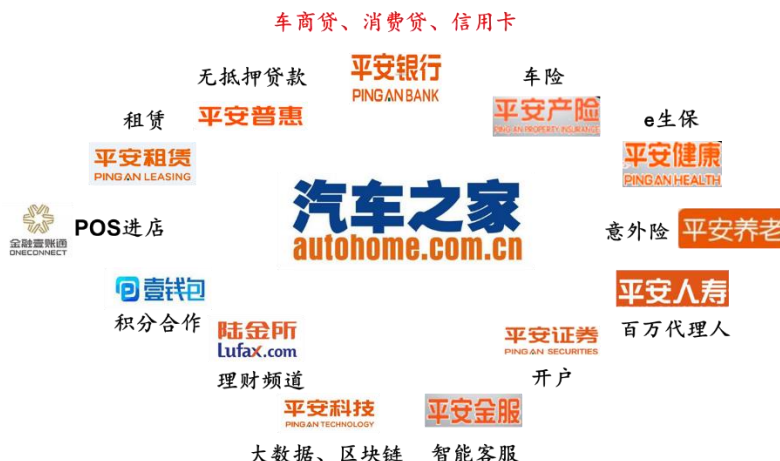 车商贷、消费贷、信用卡
平安银行
PING AN BANK
无抵押贷款
平安普惠
车险
平安产险
PING AN PROPERTY INSURANCE
租赁
平安租赁
PING AN LEASING
e生保
平安健康
PING AN HEALTH
汽车之家
autohome.com.cn
金融壹账通
ONECONNECT
POS进店
意外险
平安养老
壹钱包
积分合作
平安人寿
百万代理人
陆金所
Lufax.com
理财频道
平安证券
PING AN SECURITIES
开户
平安科技
PING AN TECHNOLOGY
大数据、区块链
平安金服
智能客服